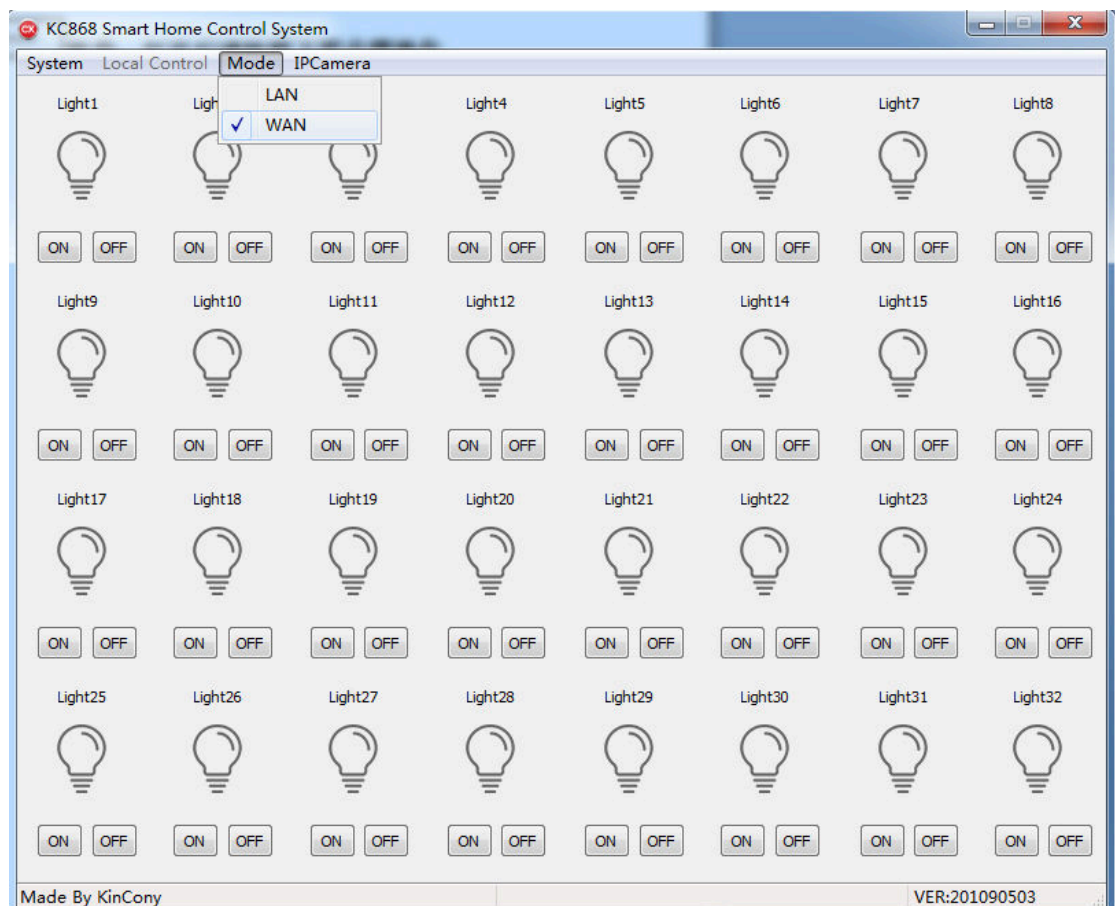 KC868 Smart Home Control System
System Local Control Mode IPCamera
LAN
WAN
Light1 Ligh Light4 Light5 Light6 Light7 Light8
ON OFF ON OFF ON OFF ON OFF ON OFF ON OFF ON OFF ON OFF
Light9 Light10 Light11 Light12 Light13 Light14 Light15 Light16
ON OFF ON OFF ON OFF ON OFF ON OFF ON OFF ON OFF ON OFF
Light17 Light18 Light19 Light20 Light21 Light22 Light23 Light24
ON OFF ON OFF ON OFF ON OFF ON OFF ON OFF ON OFF ON OFF
Light25 Light26 Light27 Light28 Light29 Light30 Light31 Light32
ON OFF ON OFF ON OFF ON OFF ON OFF ON OFF ON OFF ON OFF
Made By KinCony VER:201090503